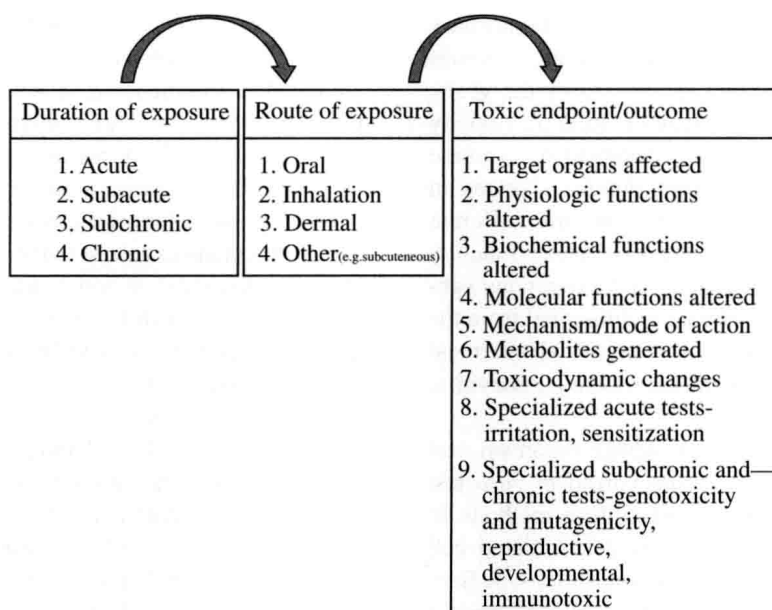 Duration of exposure
1. Acute
2. Subacute
3. Subchronic
4. Chronic
Route of exposure
1. Oral
2. Inhalation
3. Dermal
4. Other(e.g.subcuteneous)
Toxic endpoint/outcome
1. Target organs affected
2. Physiologic functions
altered
3. Biochemical functions
altered
4. Molecular functions altered
5. Mechanism/mode of action
6. Metabolites generated
7. Toxicodynamic changes
8. Specialized acute tests-
irritation, sensitization
9. Specialized subchronic and—
chronic tests-genotoxicity
and mutagenicity,
reproductive,
developmental,
immunotoxic